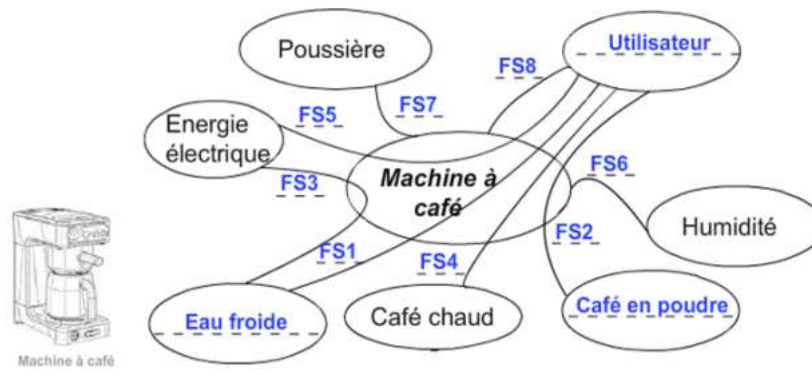 Poussière
Utilisateur
FS8
FS7
FS5
Energie
électrique
FS3
Machine à
café
FS6
Humidité
FS2
FS1
FS4
Eau froide
Café chaud
Café en poudre
Machine à café